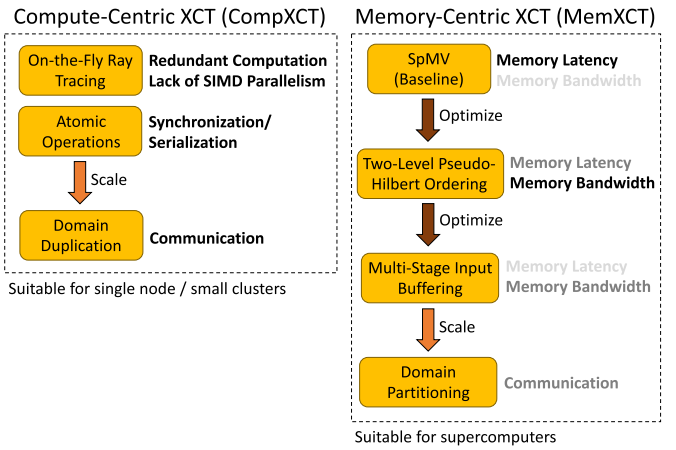 Compute-Centric XCT (CompXCT)
On-the-Fly Ray
Tracing
Redundant Computation
Lack of SIMD Parallelism
Atomic
Operations
Synchronization/
Serialization
Scale
Domain
Duplication
Communication
Suitable for single node / small clusters
Memory-Centric XCT (MemXCT)
SpMV
(Baseline)
Memory Latency
Memory Bandwidth
Optimize
Two-Level Pseudo-
Hilbert Ordering
Memory Latency
Memory Bandwidth
Optimize
Multi-Stage Input
Buffering
Memory Latency
Memory Bandwidth
Scale
Domain
Partitioning
Communication
Suitable for supercomputers